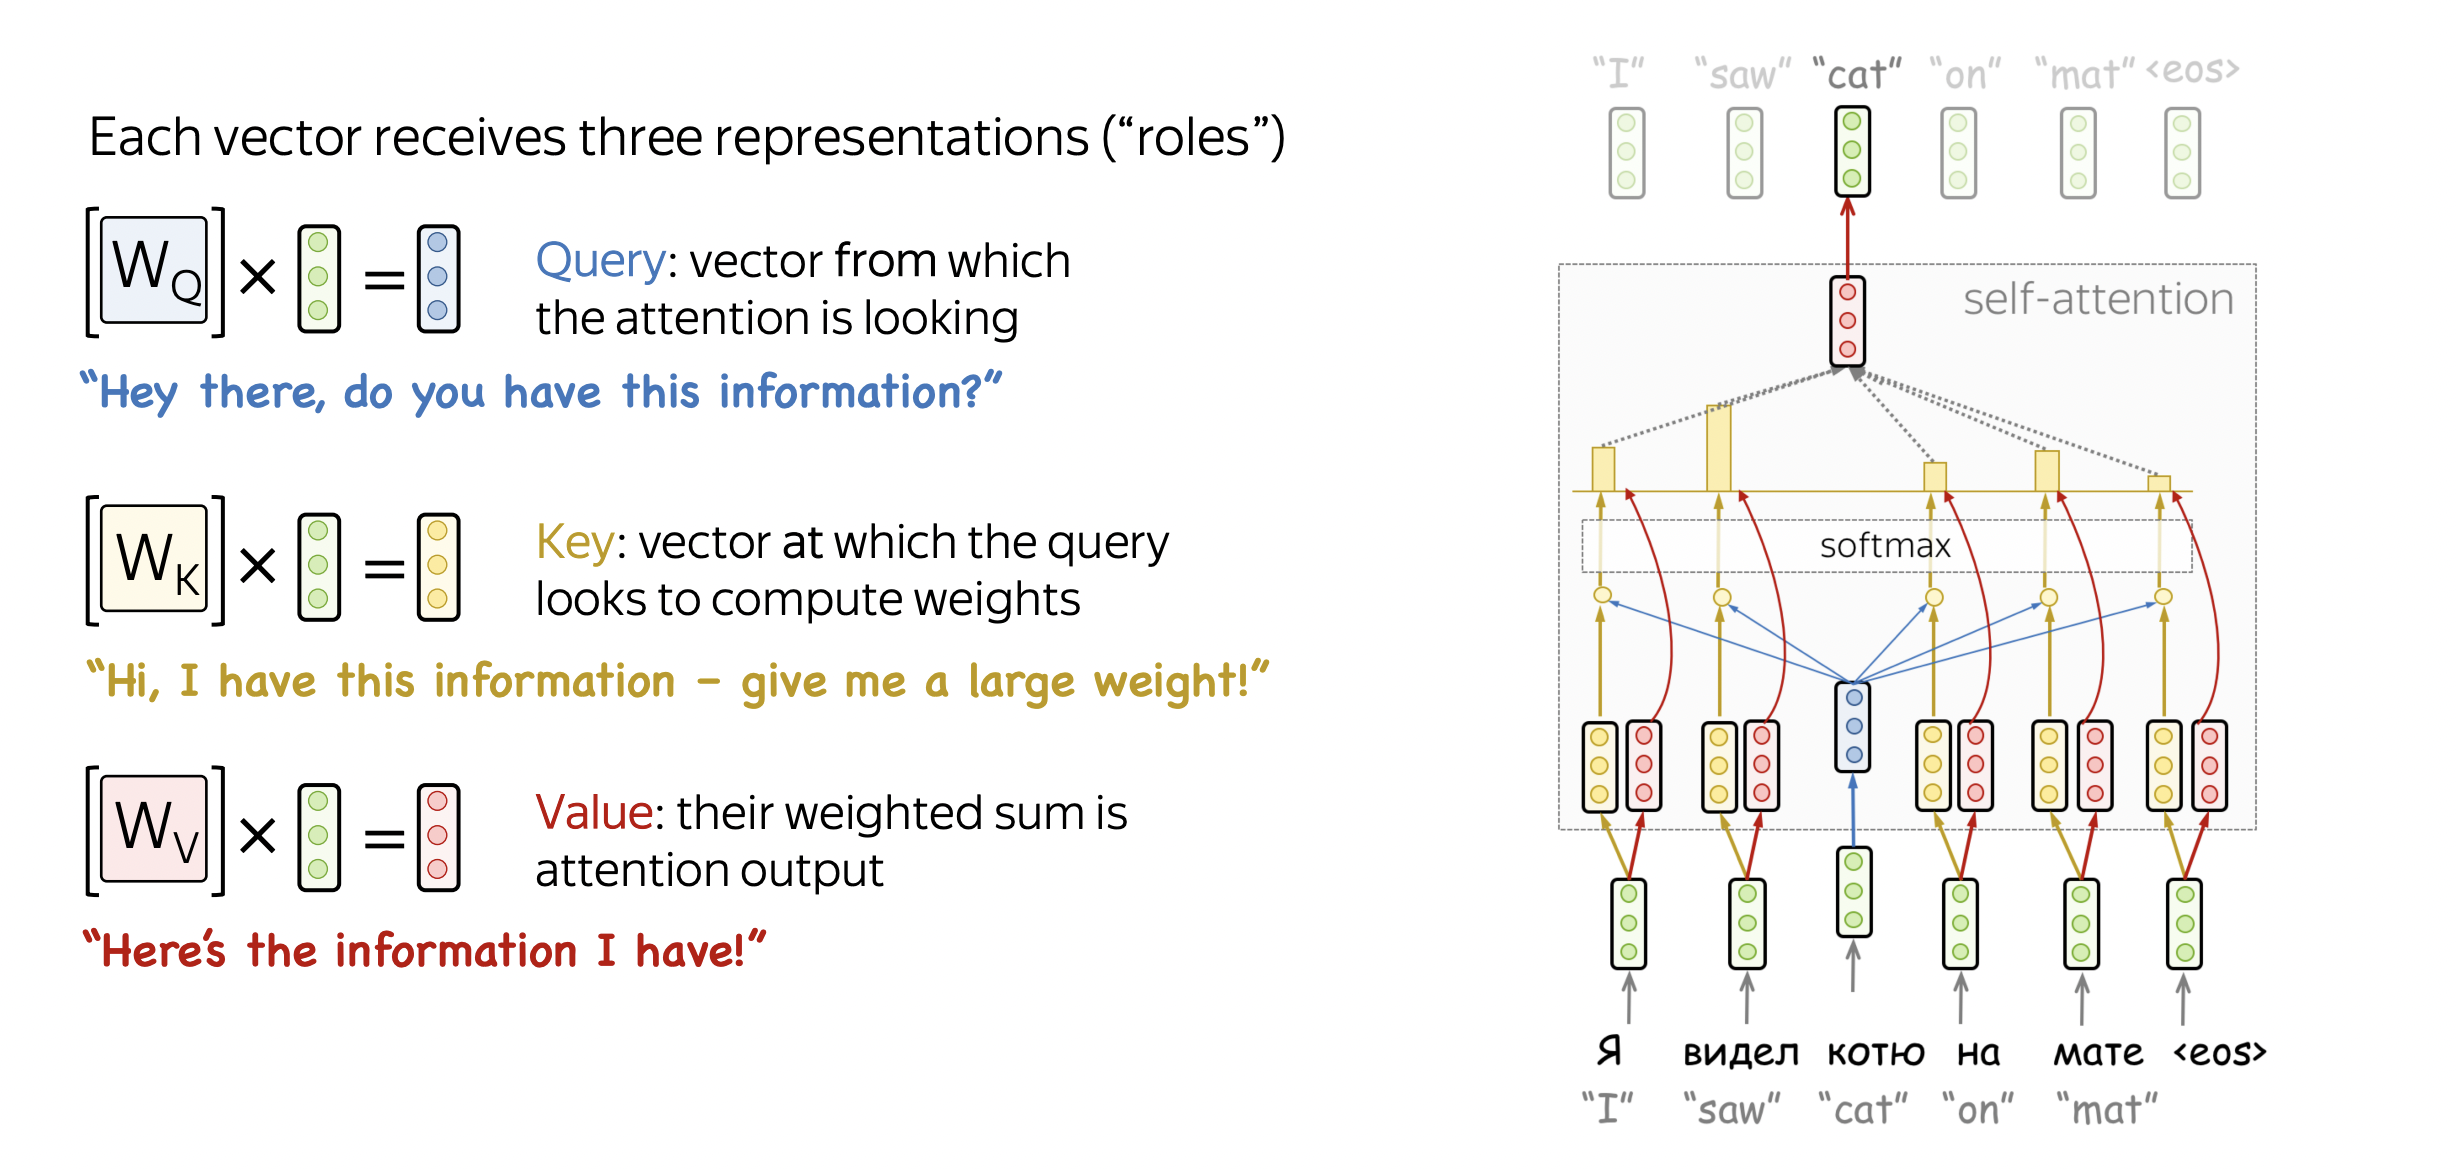 Each vector receives three representations (“roles”)
W_Q
Query: vector from which
the attention is looking
“Hey there, do you have this information?”
W_K
Key: vector at which the query
looks to compute weights
“Hi, I have this information – give me a large weight!”
W_V
Value: their weighted sum is
attention output
“Here’s the information I have!”
“I” “saw” “cat” “on” “mat” <eos>
self-attention
softmax
Я видел котю на мате <eos>
“I” “saw” “cat” “on” “mat”